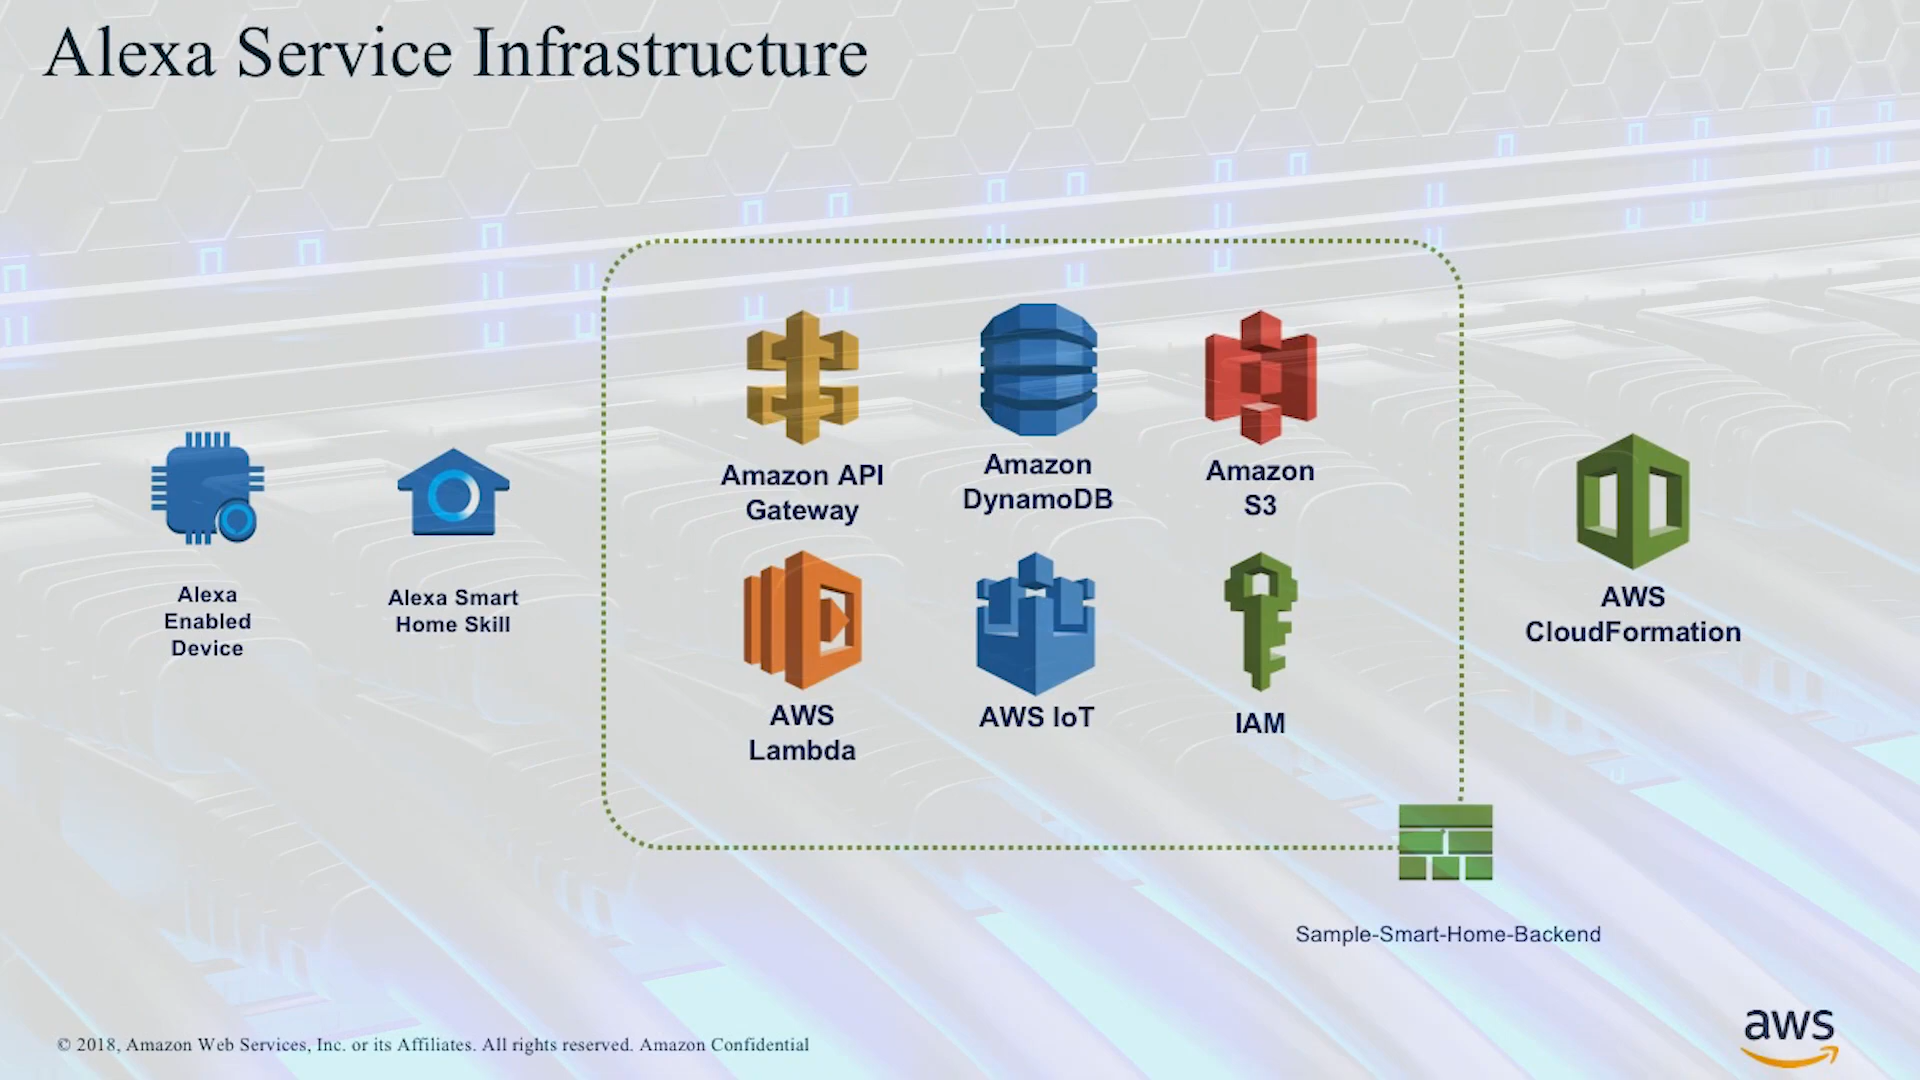 Alexa Service Infrastructure
Alexa
Enabled
Device
Alexa Smart
Home Skill
Amazon API
Gateway
Amazon
DynamoDB
Amazon
S3
AWS
Lambda
AWS IoT
IAM
AWS
CloudFormation
Sample-Smart-Home-Backend
© 2018, Amazon Web Services, Inc. or its Affiliates. All rights reserved. Amazon Confidential
aws